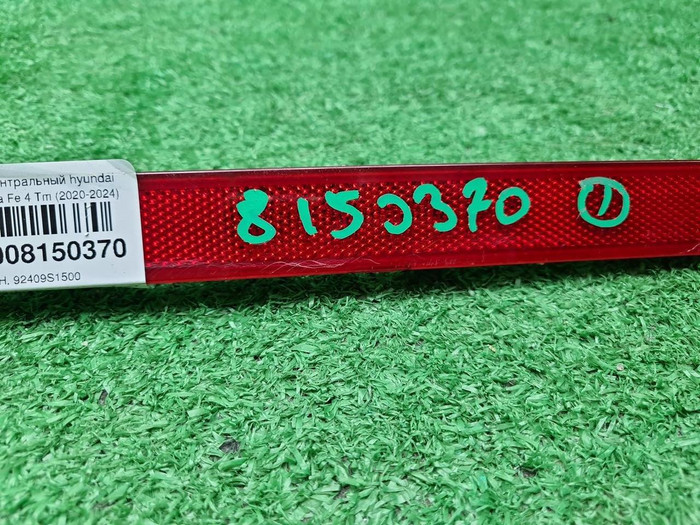 нтральный hyundai
a Fe 4 Tm (2020-2024)
008150370
н. 92409S1500
8150370 1